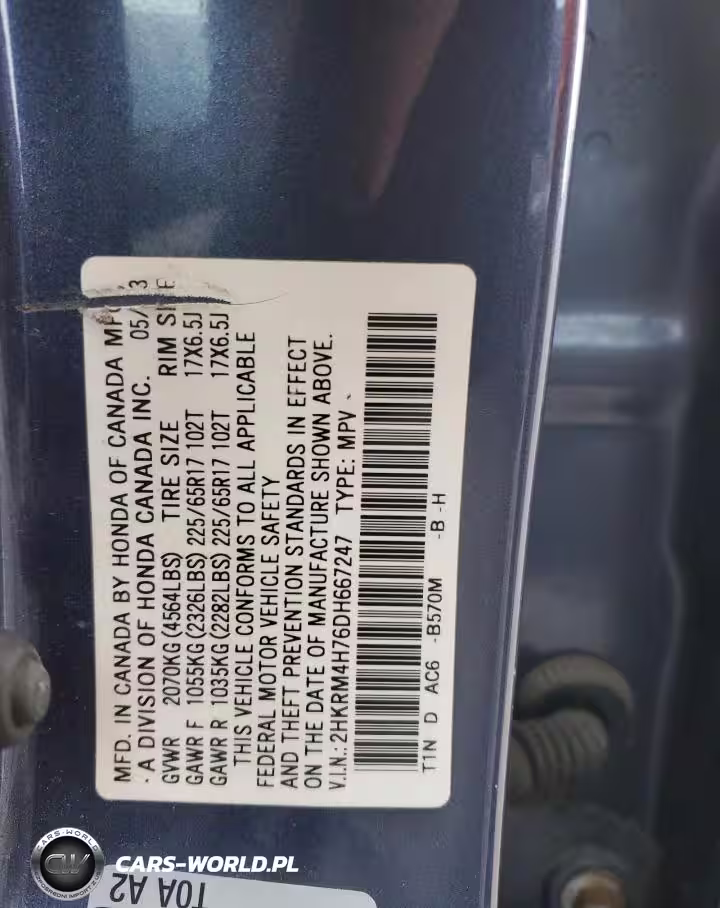 MFD. IN CANADA BY HONDA OF CANADA MFG.,
A DIVISION OF HONDA CANADA INC. 05/13
GVWR 2070KG(4564LBS) TIRE SIZE RIM SIZE
GAWR F 1055KG(2326LBS) 225/65R17 102T 17X6.5J
GAWR R 1035KG(2282LBS) 225/65R17 102T 17X6.5J
THIS VEHICLE CONFORMS TO ALL APPLICABLE
FEDERAL MOTOR VEHICLE SAFETY
AND THEFT PREVENTION STANDARDS IN EFFECT
ON THE DATE OF MANUFACTURE SHOWN ABOVE.
V.I.N.: 2HKRM4H76DH667247 TYPE: MPV
T1N D AC6 -B570M -B -H
T0A A2
CARS-WORLD
CW
CARS-WORLD.PL